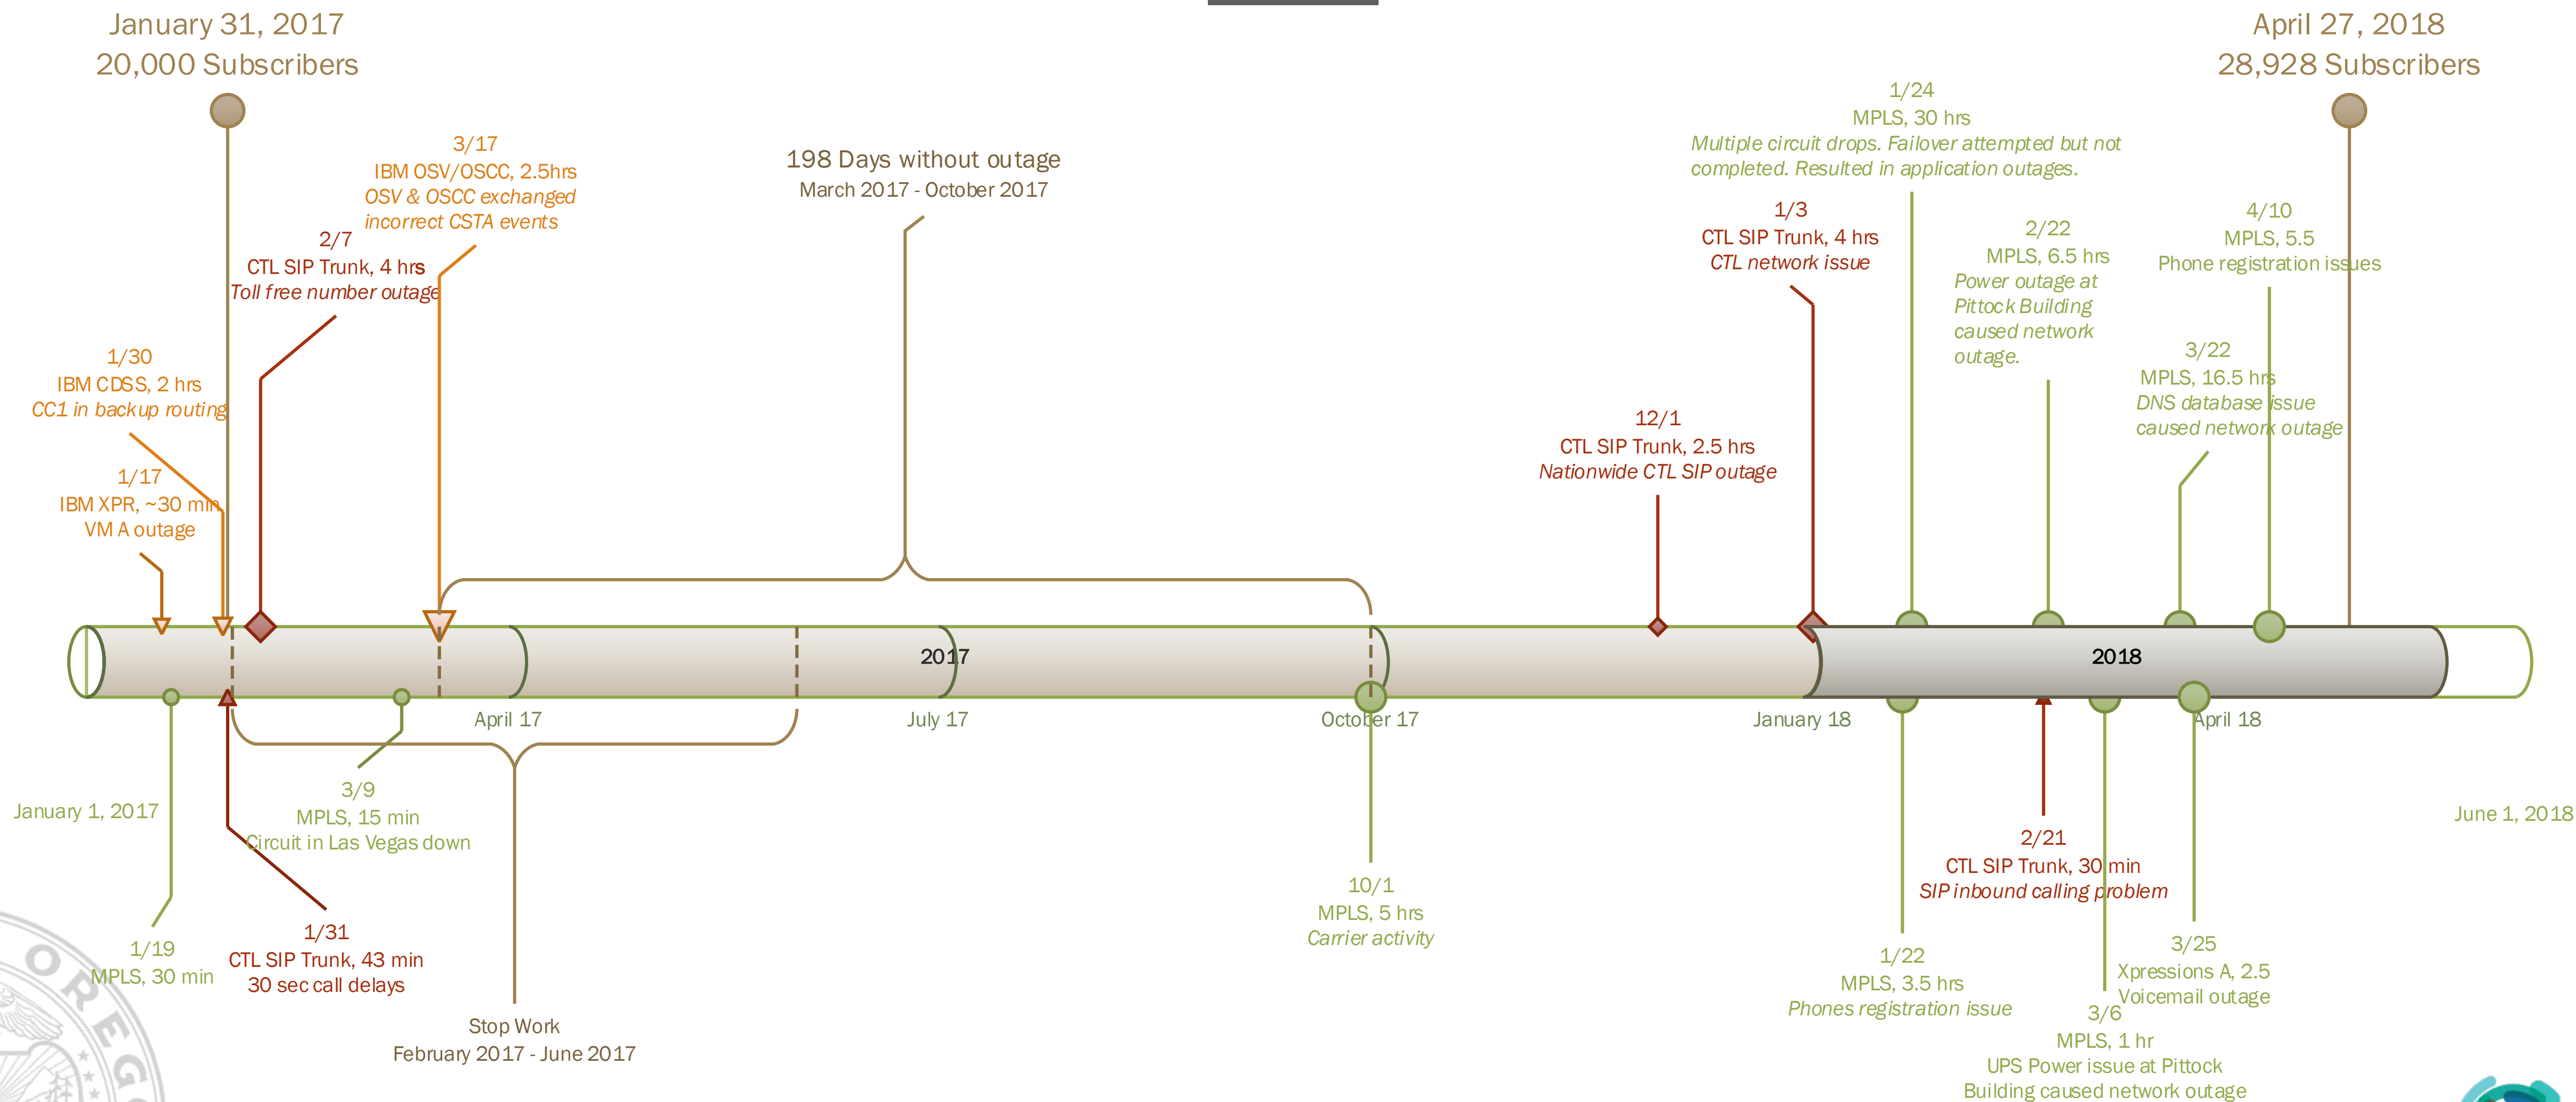 January 31, 2017
20,000 Subscribers
April 27, 2018
28,928 Subscribers
3/17
IBM OSV/OSCC, 2.5hrs
OSV & OSCC exchanged
incorrect CSTA events
2/7
CTL SIP Trunk, 4 hrs
Toll free number outage
1/30
IBM CDSS, 2 hrs
CC1 in backup routing
1/17
IBM XPR, ~30 min
VM A outage
198 Days without outage
March 2017 - October 2017
12/1
CTL SIP Trunk, 2.5 hrs
Nationwide CTL SIP outage
1/3
CTL SIP Trunk, 4 hrs
CTL network issue
1/24
MPLS, 30 hrs
Multiple circuit drops. Failover attempted but not
completed. Resulted in application outages.
2/22
MPLS, 6.5 hrs
Power outage at
Pittock Building
caused network
outage.
4/10
MPLS, 5.5
Phone registration issues
3/22
MPLS, 16.5 hrs
DNS database issue
caused network outage
2017
2018
April 17
July 17
October 17
January 18
April 18
January 1, 2017
June 1, 2018
1/19
MPLS, 30 min
1/31
CTL SIP Trunk, 43 min
30 sec call delays
3/9
MPLS, 15 min
Circuit in Las Vegas down
Stop Work
February 2017 - June 2017
10/1
MPLS, 5 hrs
Carrier activity
1/22
MPLS, 3.5 hrs
Phones registration issue
2/21
CTL SIP Trunk, 30 min
SIP inbound calling problem
3/6
MPLS, 1 hr
UPS Power issue at Pittock
Building caused network outage
3/25
Xpressions A, 2.5
Voicemail outage
OREG